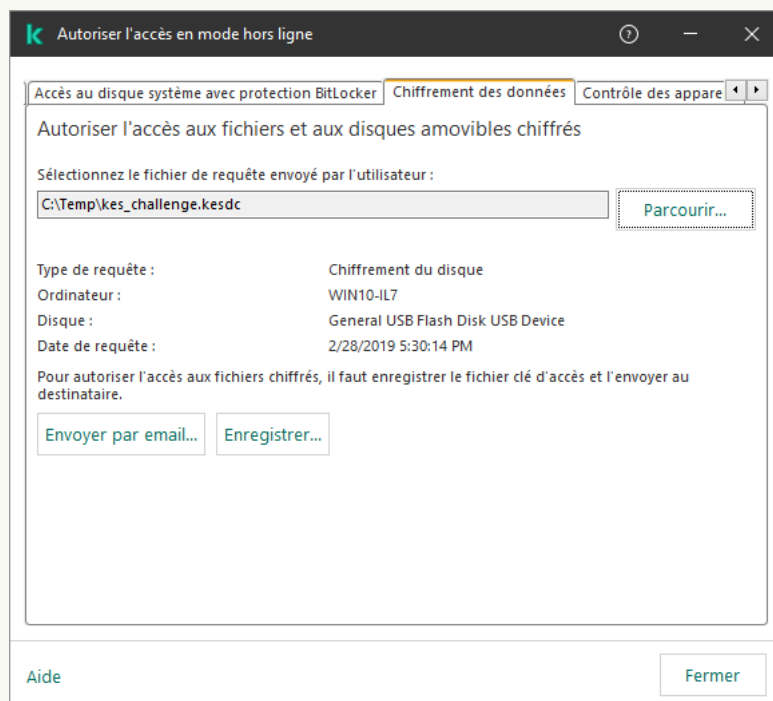 Autoriser l'accès en mode hors ligne
Accès au disque système avec protection BitLocker
Chiffrement des données
Contrôle des appare
Autoriser l'accès aux fichiers et aux disques amovibles chiffrés
Sélectionnez le fichier de requête envoyé par l'utilisateur :
C:\Temp\kes_challenge.kesdc
Parcourir...
Type de requête : Chiffrement du disque
Ordinateur : WIN10-IL7
Disque : General USB Flash Disk USB Device
Date de requête : 2/28/2019 5:30:14 PM
Pour autoriser l'accès aux fichiers chiffrés, il faut enregistrer le fichier clé d'accès et l'envoyer au
destinataire.
Envoyer par email... Enregistrer...
Aide
Fermer